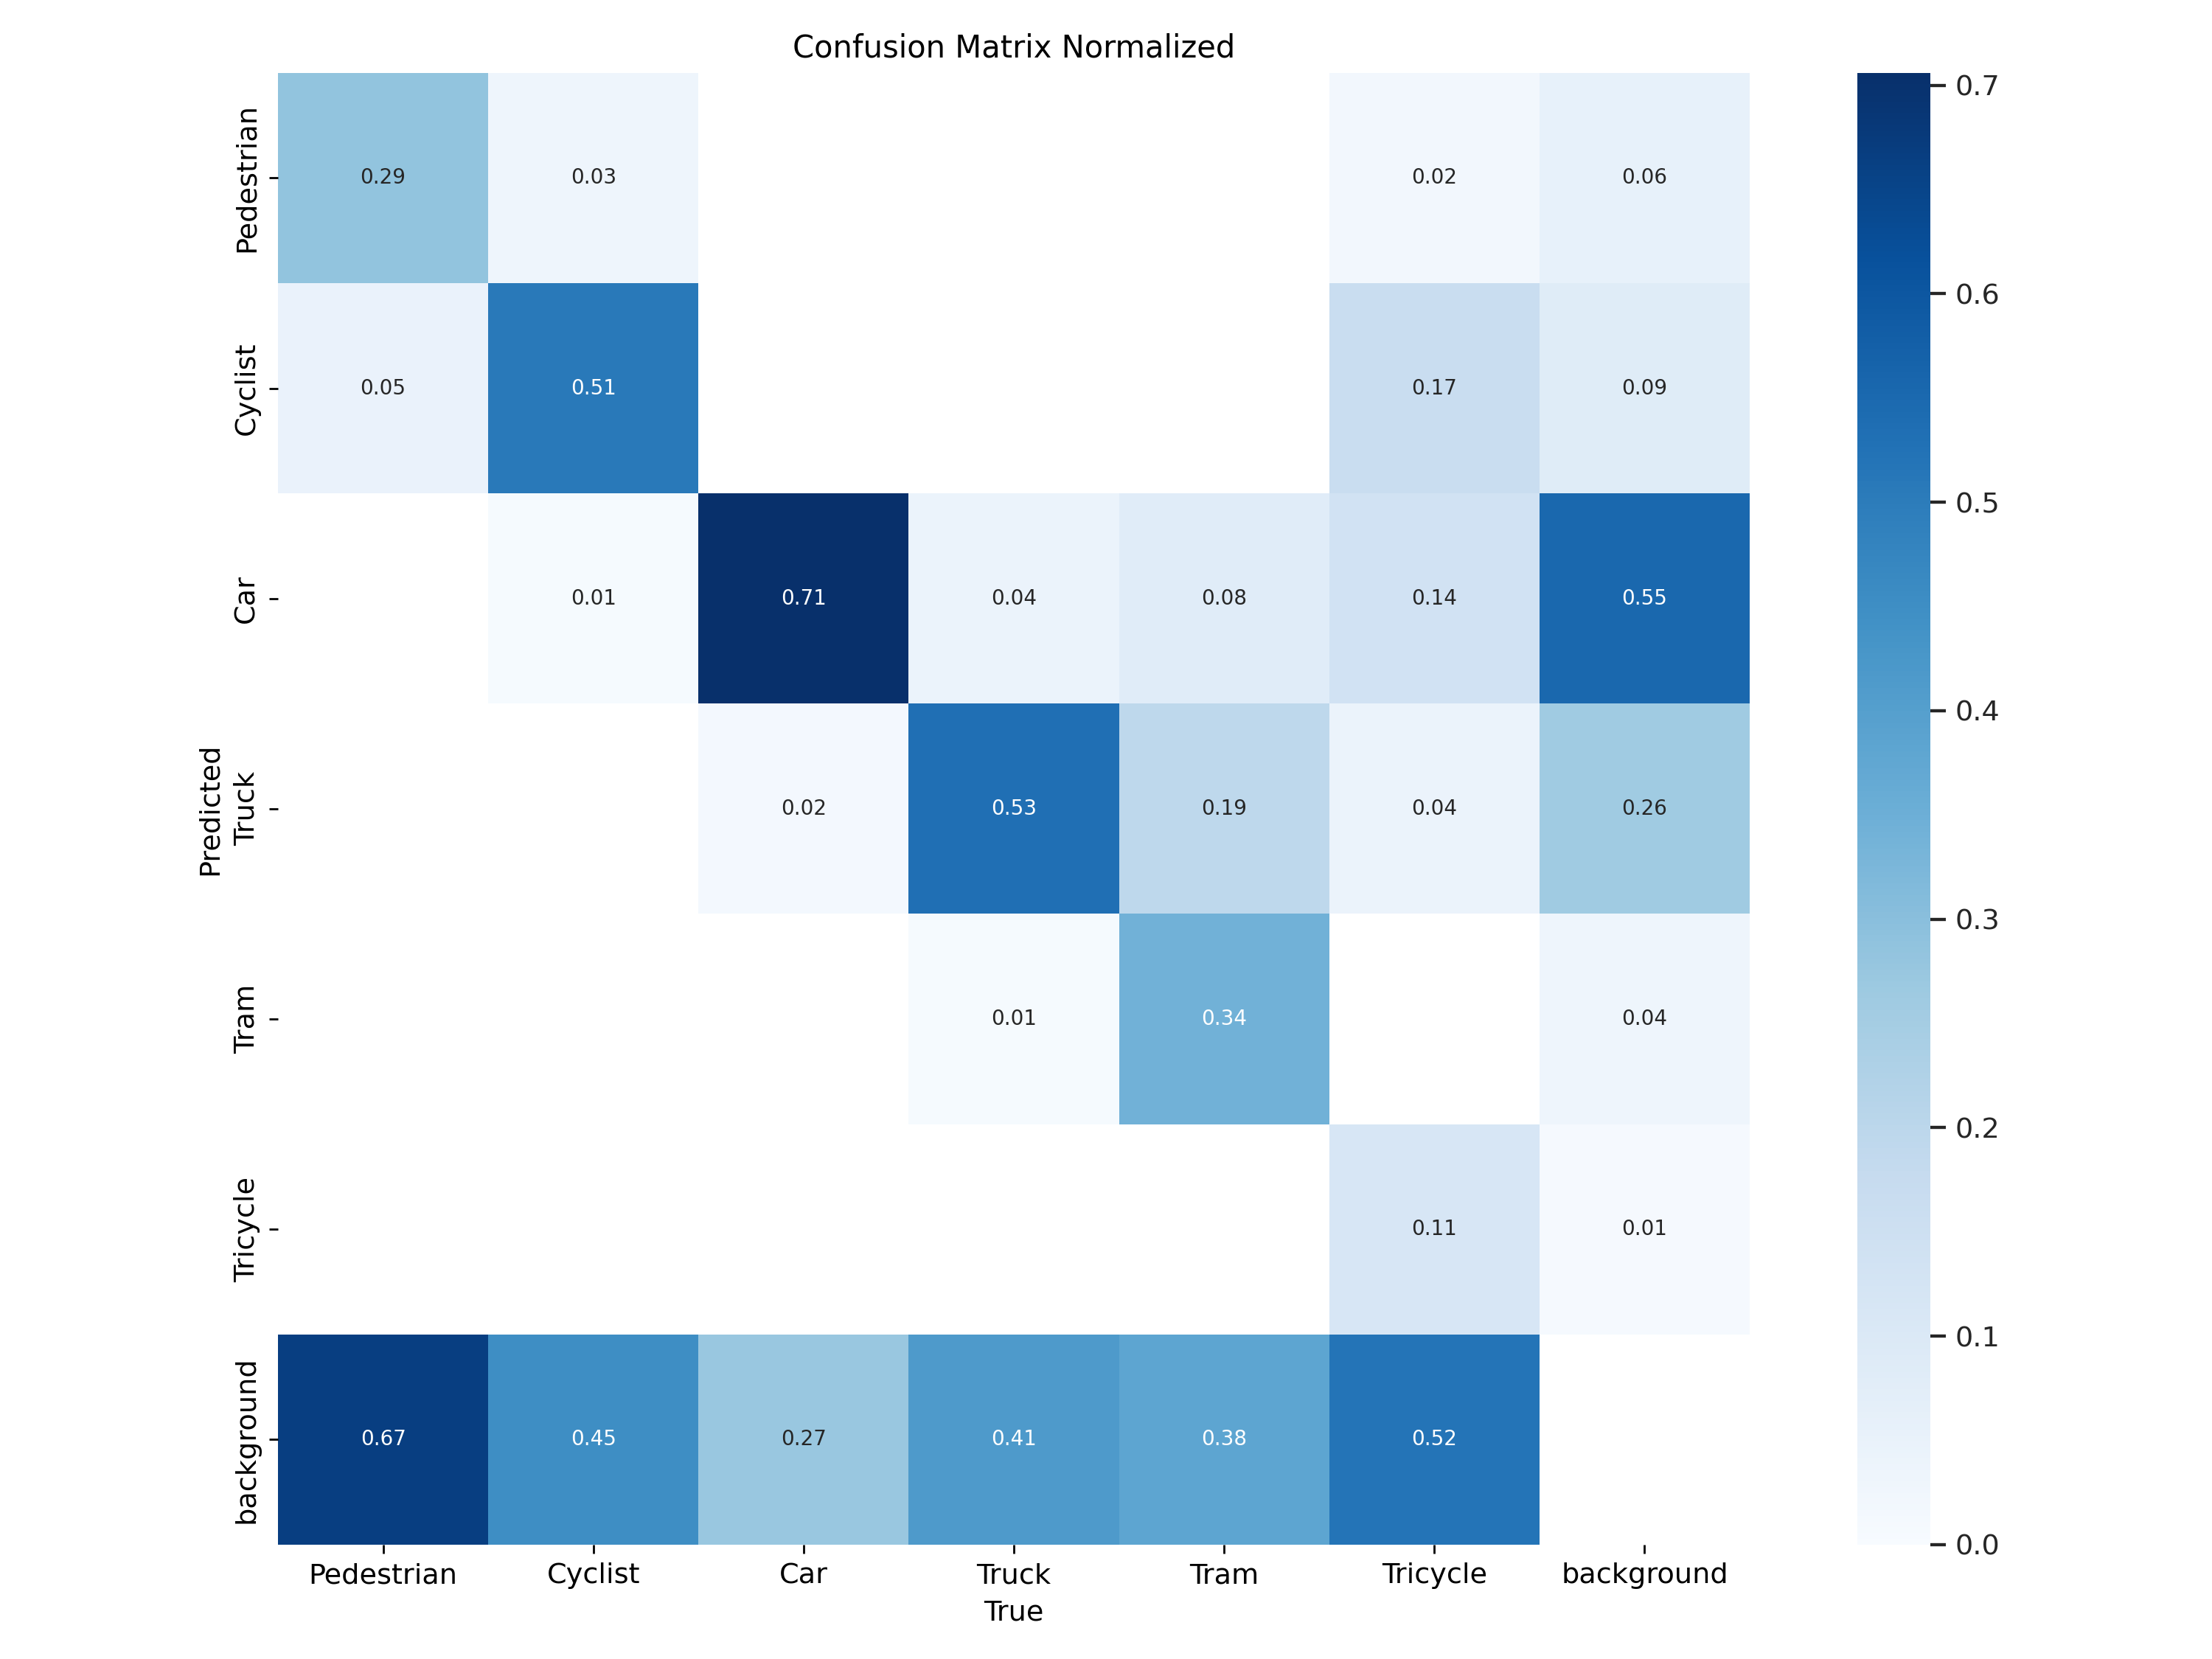 Confusion Matrix Normalized
Predicted
Pedestrian 0.29 0.03 0.02 0.06
Cyclist 0.05 0.51 0.17 0.09
Car 0.01 0.71 0.04 0.08 0.14 0.55
Truck 0.02 0.53 0.19 0.04 0.26
Tram 0.01 0.34 0.04
Tricycle 0.11 0.01
background 0.67 0.45 0.27 0.41 0.38 0.52
Pedestrian Cyclist Car Truck Tram Tricycle background
True
0.7
0.6
0.5
0.4
0.3
0.2
0.1
0.0